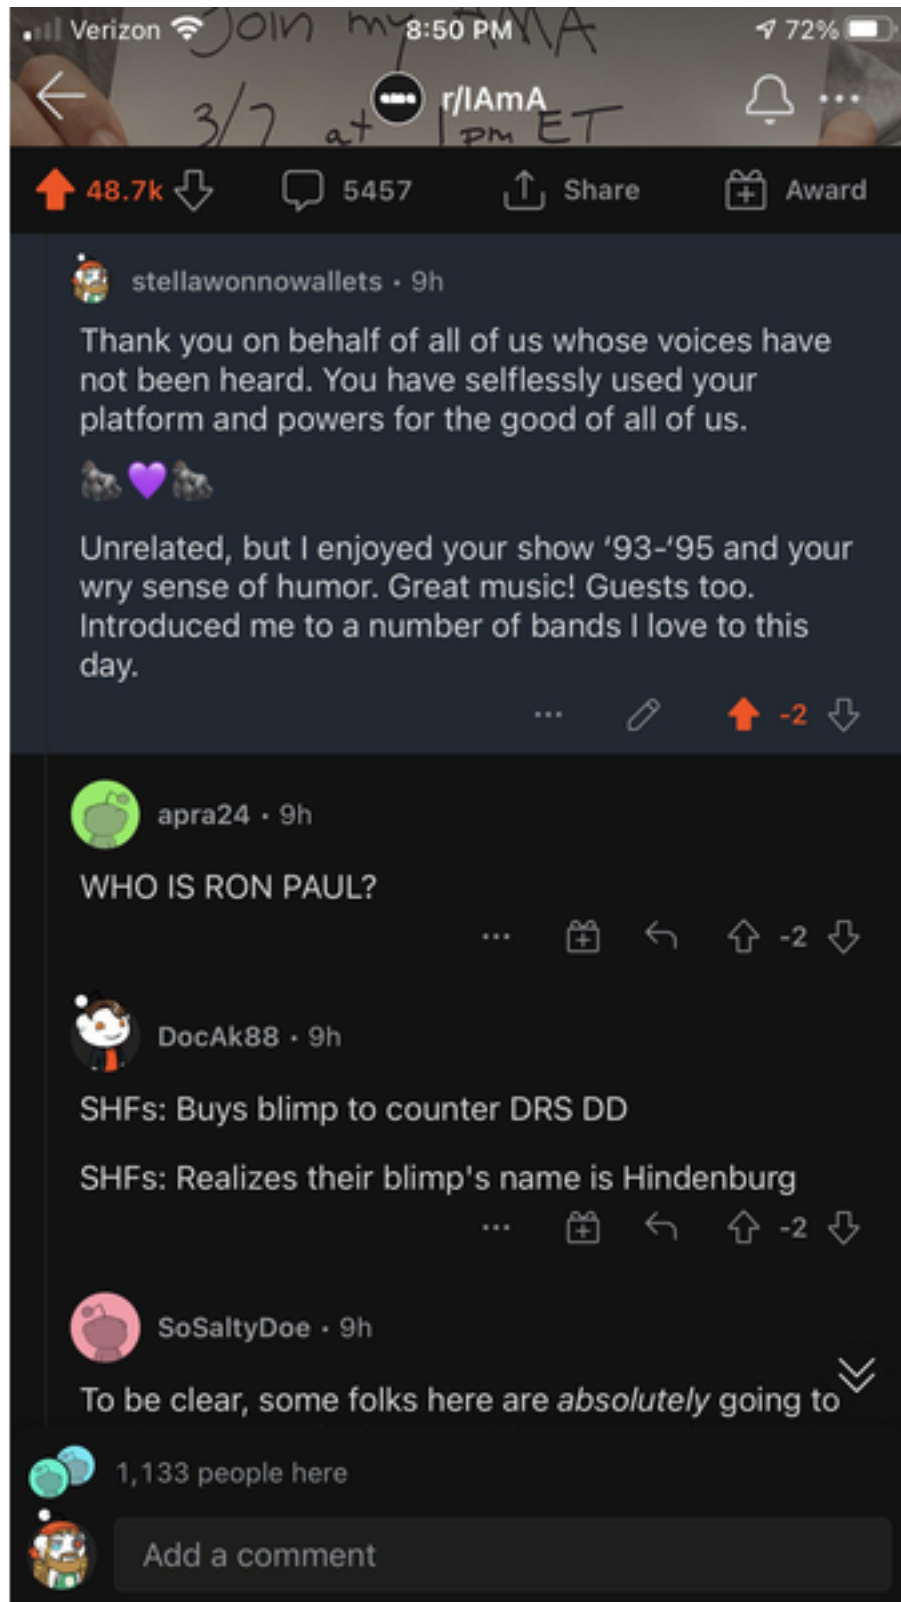 Join my AMA
Verizon 8:50 PM 72%
ama r/IAmA
3/7 at 1pm ET
48.7k 5457 Share Award
stellawonnowallets • 9h
Thank you on behalf of all of us whose voices have
not been heard. You have selflessly used your
platform and powers for the good of all of us.
🦍💜🦍
Unrelated, but I enjoyed your show ‘93-‘95 and your
wry sense of humor. Great music! Guests too.
Introduced me to a number of bands I love to this
day.
... -2
apra24 • 9h
WHO IS RON PAUL?
... -2
DocAk88 • 9h
SHFs: Buys blimp to counter DRS DD
SHFs: Realizes their blimp's name is Hindenburg
... -2
SoSaltyDoe • 9h
To be clear, some folks here are absolutely going to
1,133 people here
Add a comment